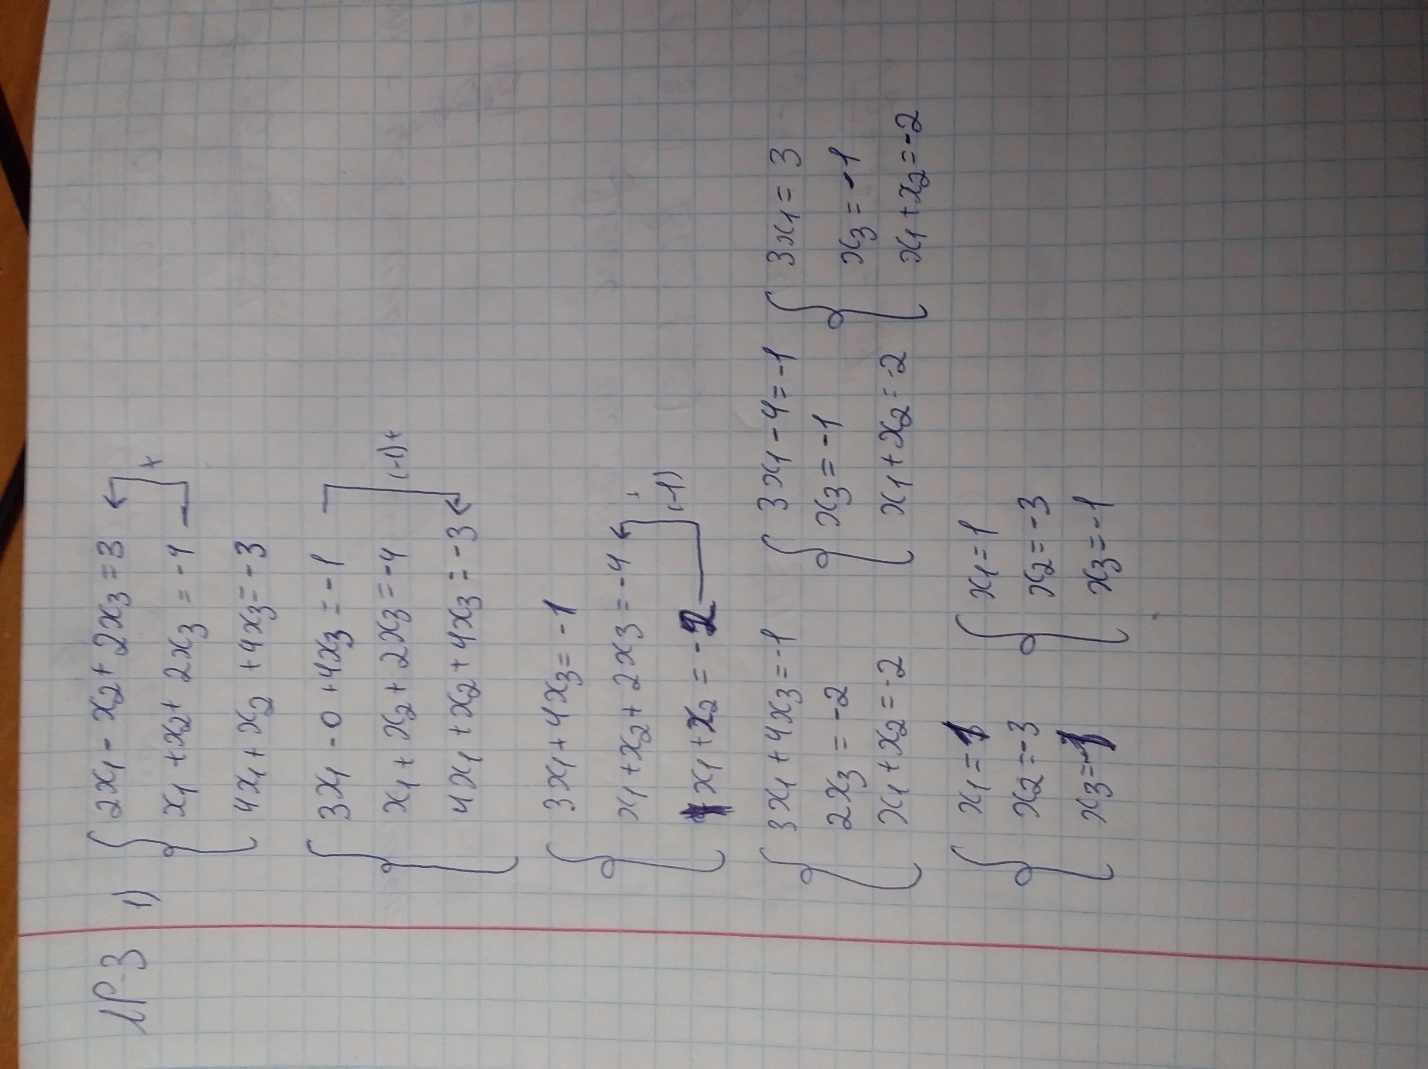 ЛР-3 1) { 2x₁ - x₂ + 2x₃ = 3
x₁ + x₂ + 2x₃ = -4 +
4x₁ + x₂ + 4x₃ = -3
{ 3x₁ - 0 + 4x₃ = -1
x₁ + x₂ + 2x₃ = -4 (-1)+
4x₁ + x₂ + 4x₃ = -3
{ 3x₁ + 4x₃ = -1
x₁ + x₂ + 2x₃ = -4
x₁ + x₂ = -2 (-1)
{ 3x₁ + 4x₃ = -1 { 3x₁ - 4 = -1 { 3x₁ = 3
2x₃ = -2 x₃ = -1 x₃ = -1
x₁ + x₂ = -2 x₁ + x₂ = -2 x₁ + x₂ = -2
{ x₁ = 1 { x₁ = 1
x₂ = -3 x₂ = -3
x₃ = -1 x₃ = -1